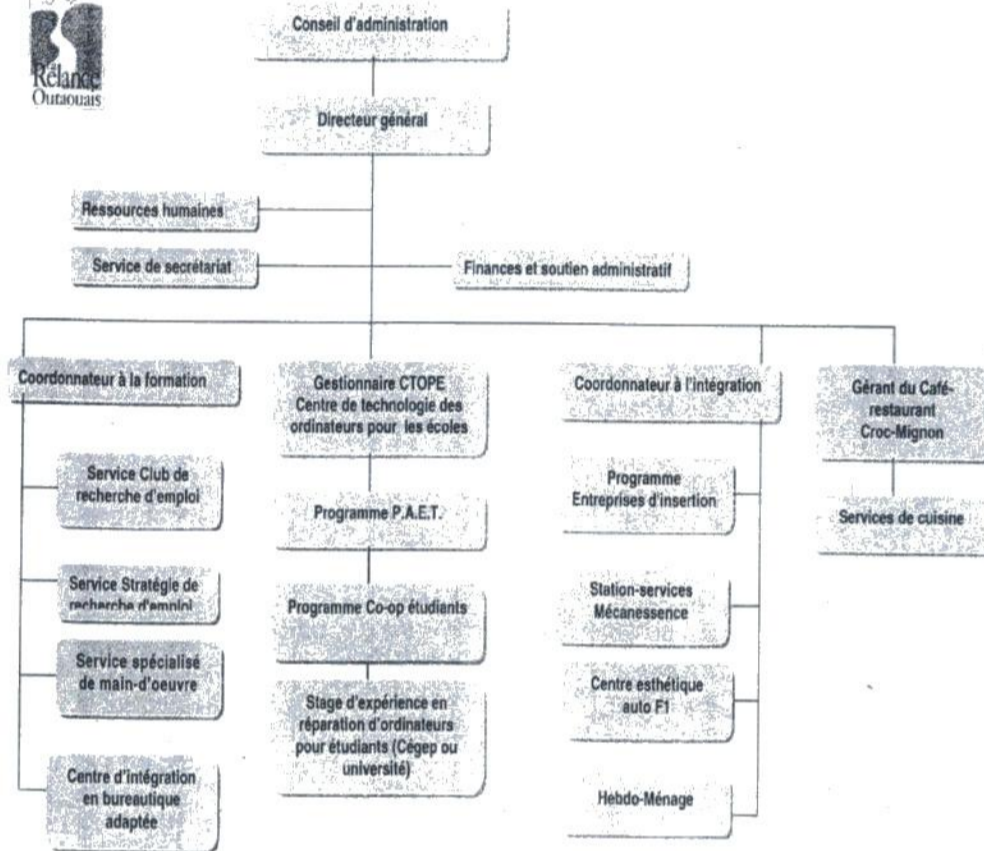 La
Relance
Outaouais
Conseil d'administration
Directeur général
Ressources humaines
Service de secrétariat
Finances et soutien administratif
Coordonnateur à la formation
Service Club de
recherche d'emploi
Service Stratégie de
recherche d'emploi
Service spécialisé
de main-d'oeuvre
Centre d'intégration
en bureautique
adaptée
Gestionnaire CTOPE
Centre de technologie des
ordinateurs pour les écoles
Programme P.A.E.T.
Programme Co-op étudiants
Stage d'expérience en
réparation d'ordinateurs
pour étudiants (Cégep ou
université)
Coordonnateur à l'intégration
Programme
Entreprises d'insertion
Station-services
Mécanessence
Centre esthétique
auto F1
Hebdo-Ménage
Gérant du Café-
restaurant
Croc-Mignon
Services de cuisine